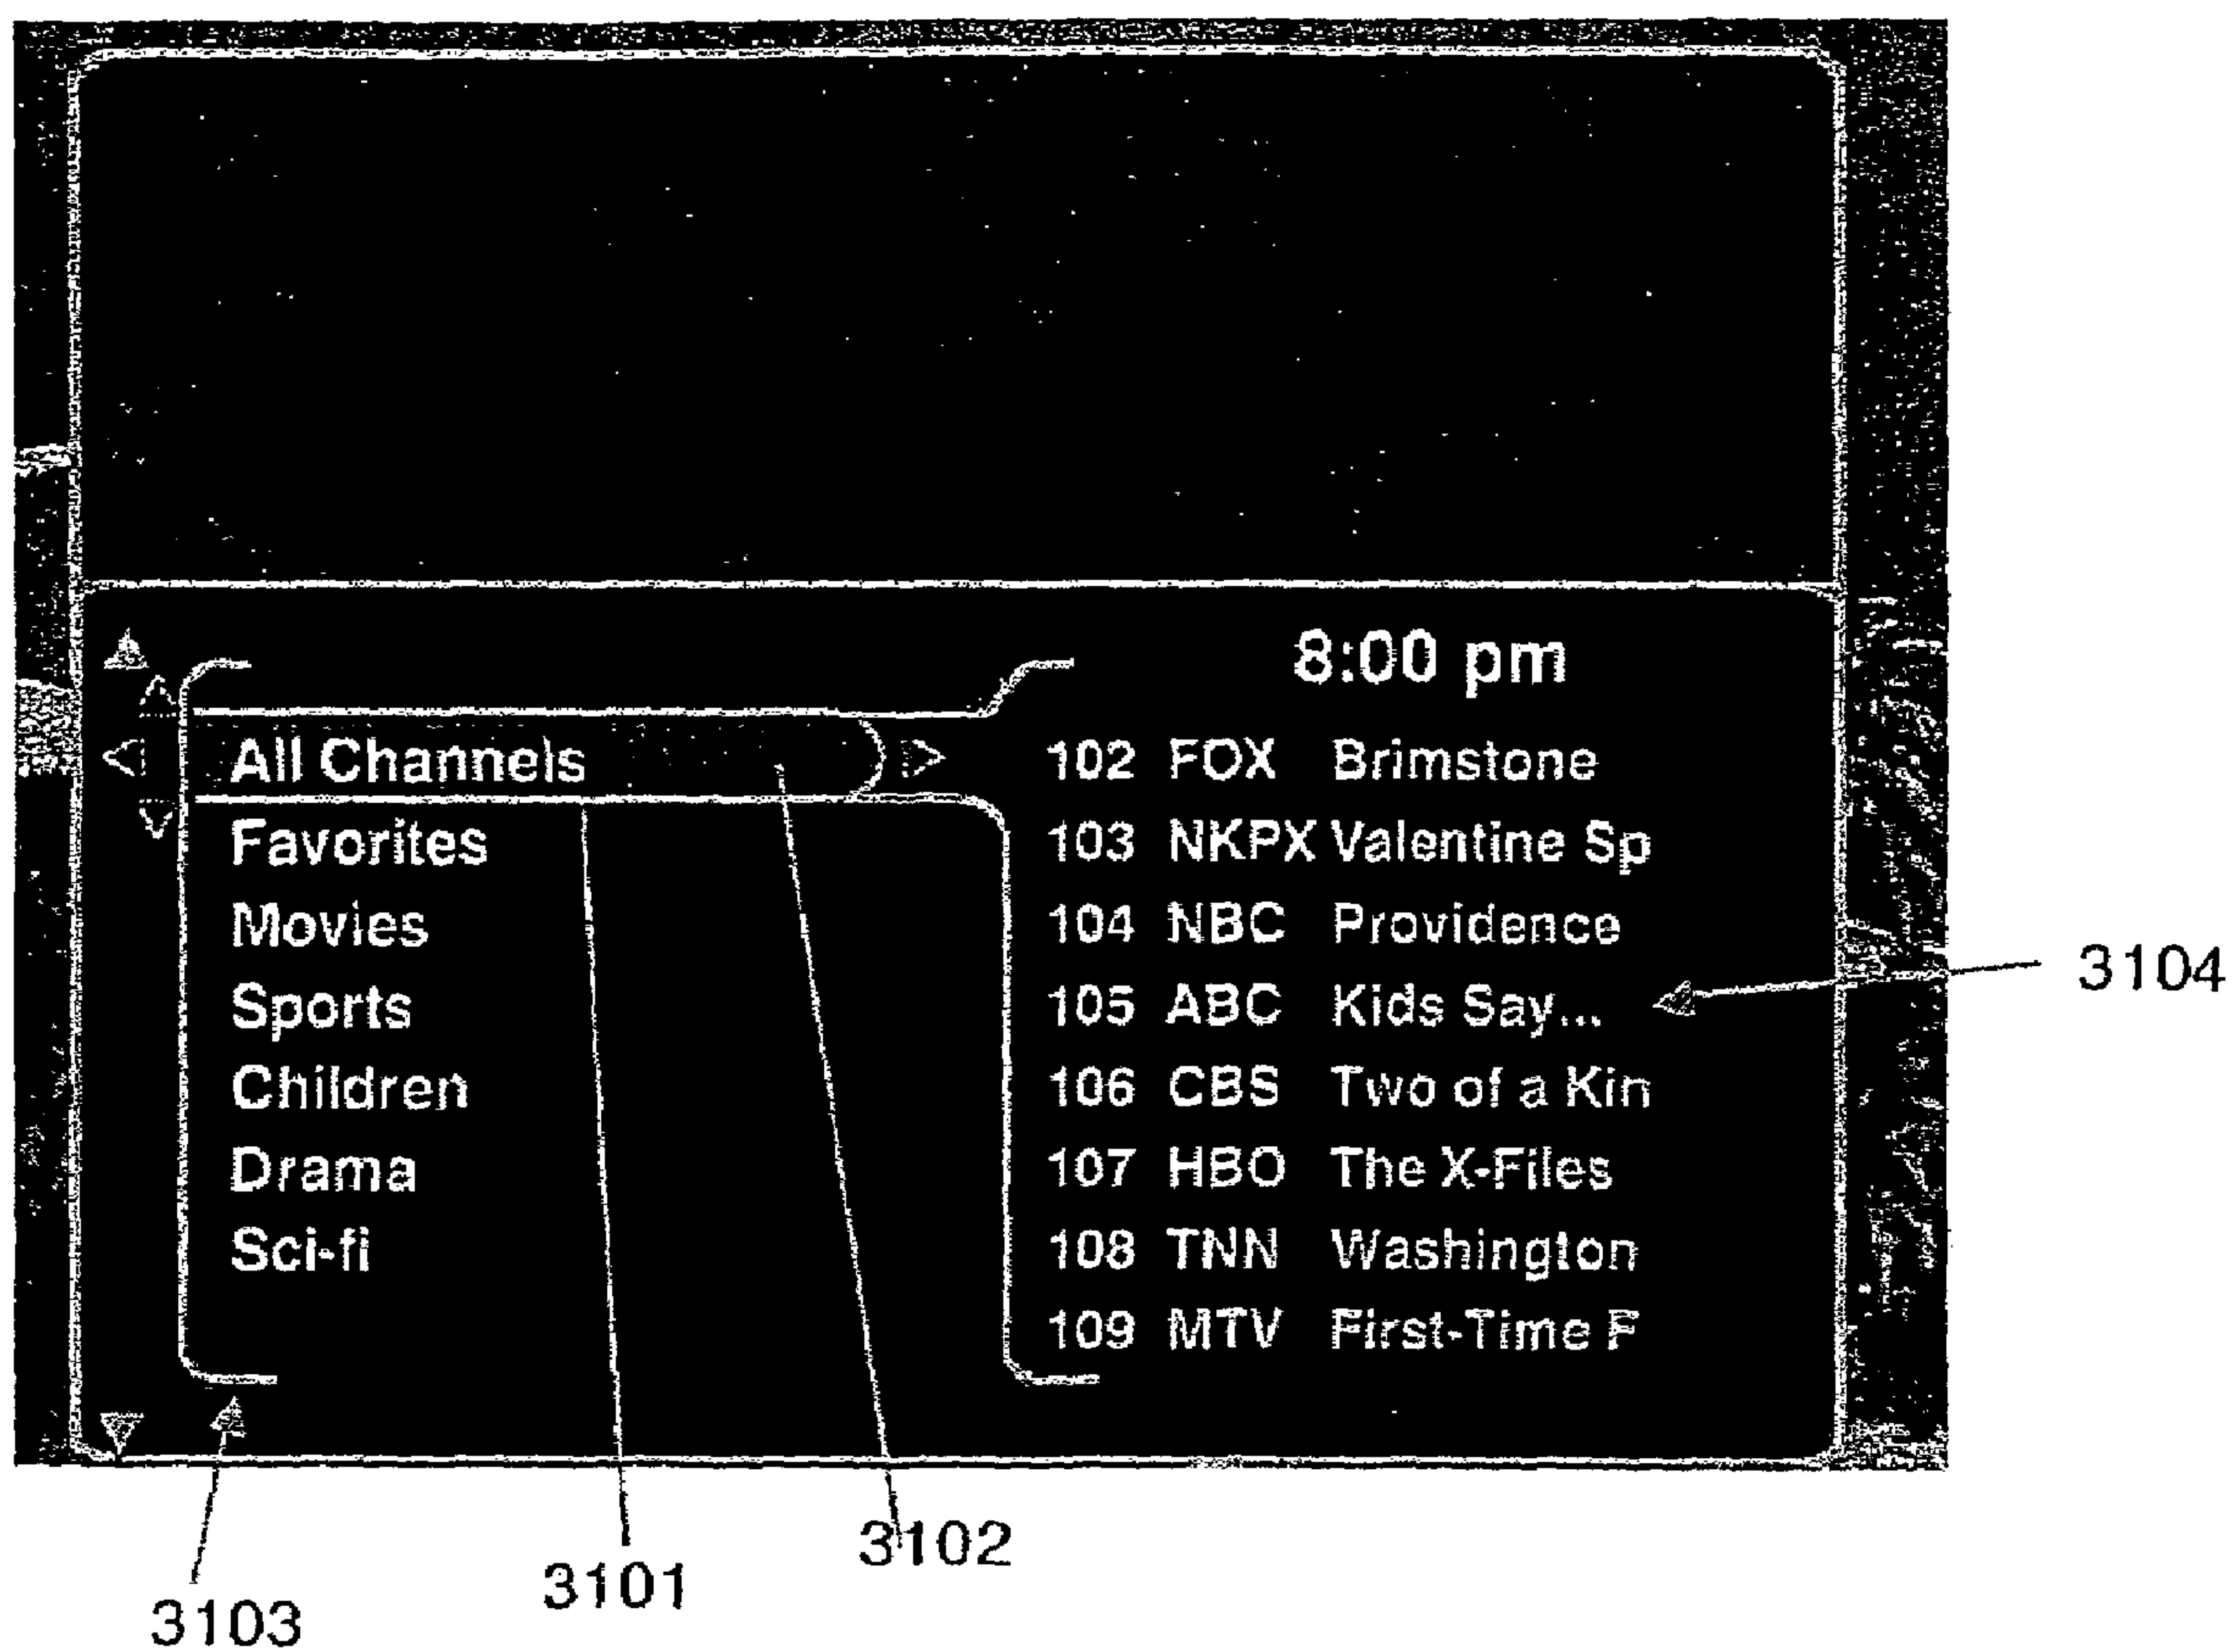 8:00 pm
All Channels
Favorites
Movies
Sports
Children
Drama
Sci-fi
102 FOX Brimstone
103 NKPX Valentine Sp
104 NBC Providence
105 ABC Kids Say...
106 CBS Two of a Kin
107 HBO The X-Files
108 TNN Washington
109 MTV First-Time F
3104
3102
3101
3103